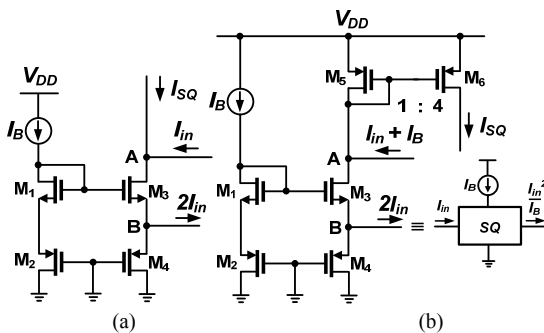 V_DD
I_B
I_SQ
A
I_in
M_1
M_3
2I_in
B
M_2
M_4
(a)
V_DD
M_5
M_6
I_B
1 : 4
I_SQ
I_in + I_B
A
M_1
M_3
2I_in
B
M_2
M_4
≡
I_B
I_in
SQ
I_in^2
I_B
(b)